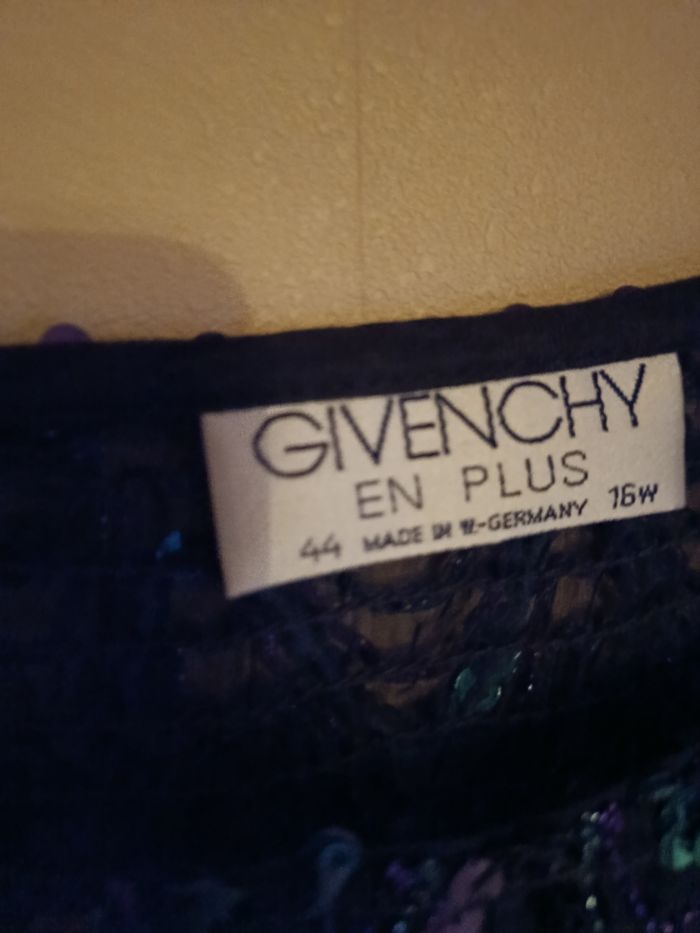 GIVENCHY
EN PLUS
44 MADE IN W.-GERMANY 16W